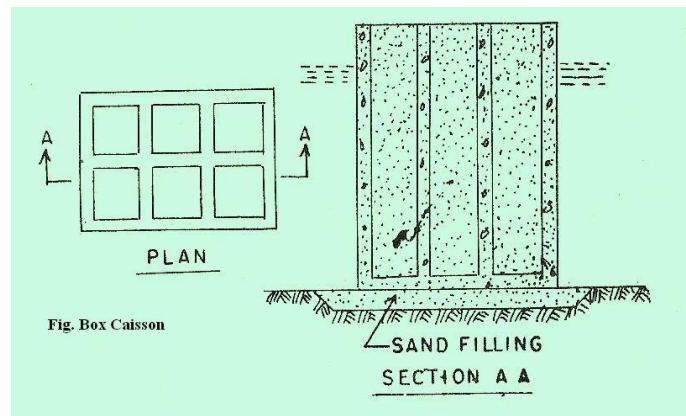 A
A
PLAN
Fig. Box Caisson
SAND FILLING
SECTION A A